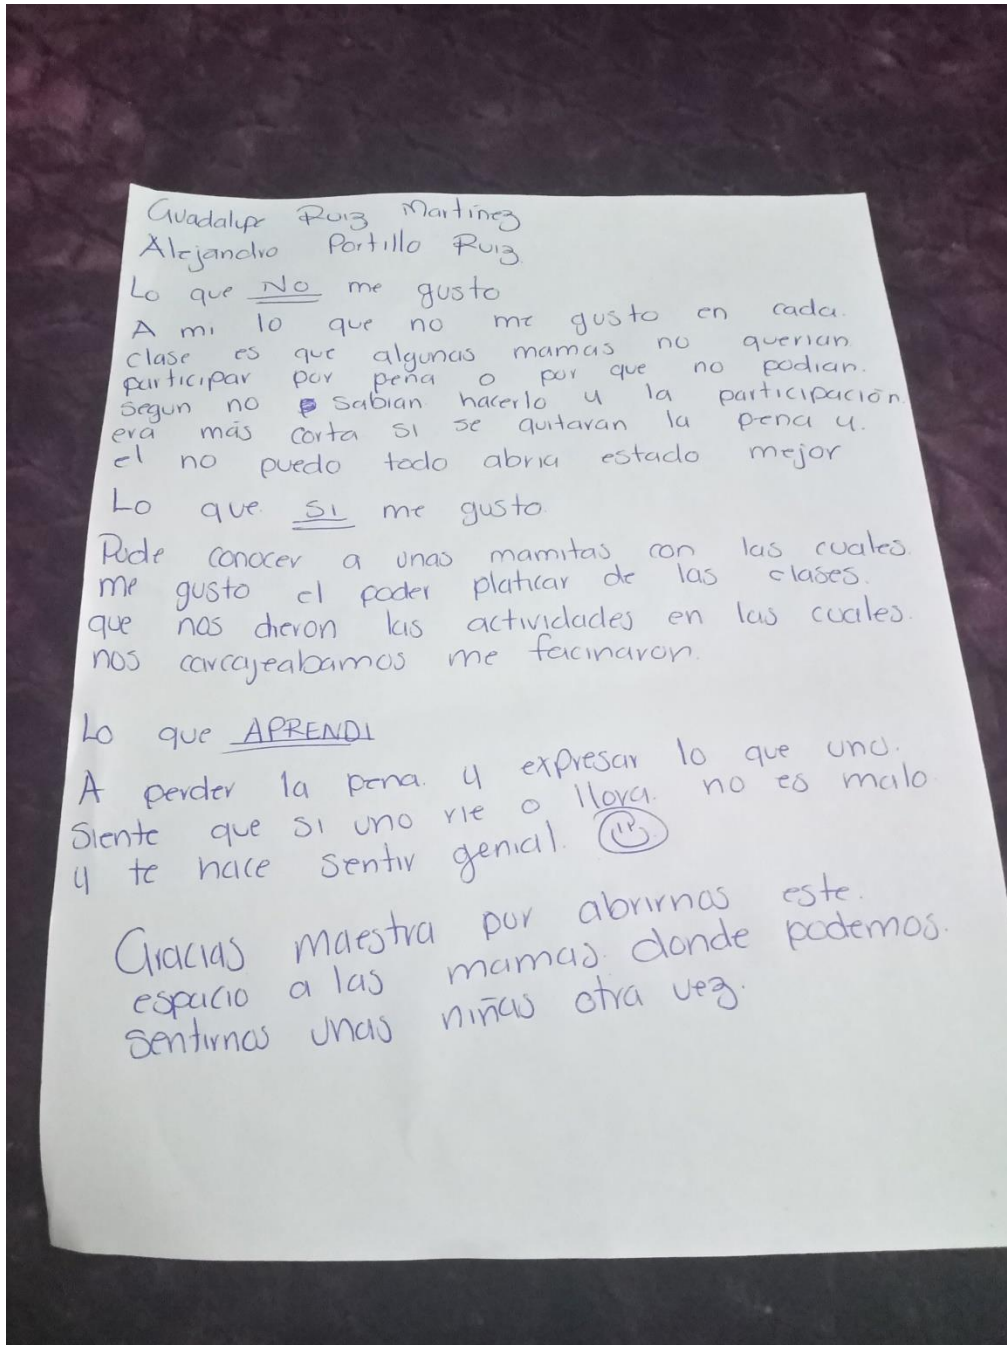 Guadalupe Ruiz Martínez
Alejandro Portillo Ruiz
Lo que NO me gusto
A mi lo que no me gusto en cada.
clase es que algunas mamas no querian
participar por pena o por que no podian.
segun no sabian hacerlo y la participación
era más corta si se quitaran la pena y.
el no puedo todo abria estado mejor
Lo que SI me gusto
Pude conocer a unas mamitas con las cuales
me gusto el poder platicar de las clases.
que nos dieron las actividades en las cuales.
nos carcajeabamos me facinaron.
Lo que APRENDI
A perder la pena. y expresar lo que uno.
Siente que si uno rie o llora. no es malo
y te hace sentir genial.
Gracias maestra por abrirnos este.
espacio a las mamas. donde podemos.
sentirnos unas niñas otra vez.